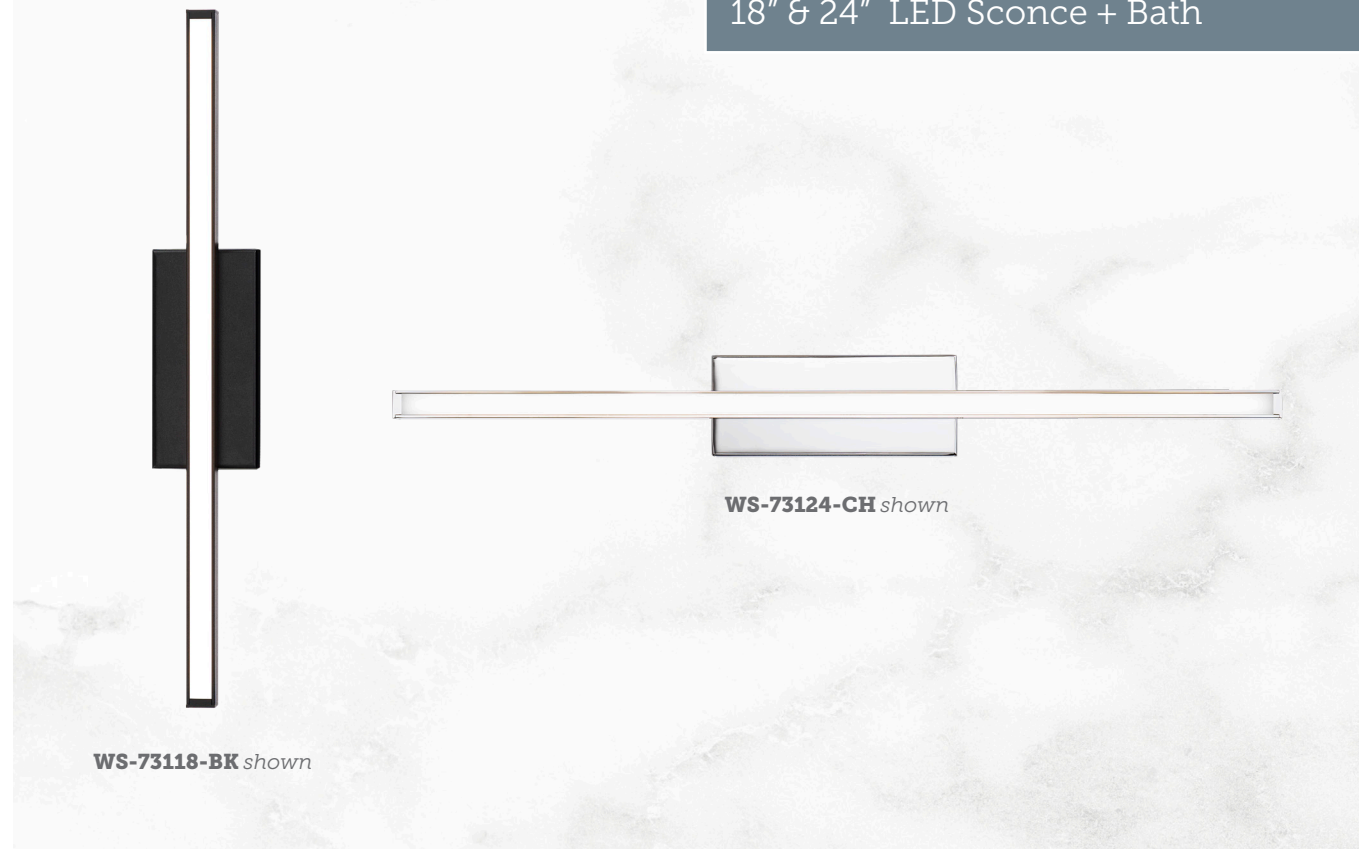 18” & 24” LED Sconce + Bath
WS-73124-CH shown
WS-73118-BK shown